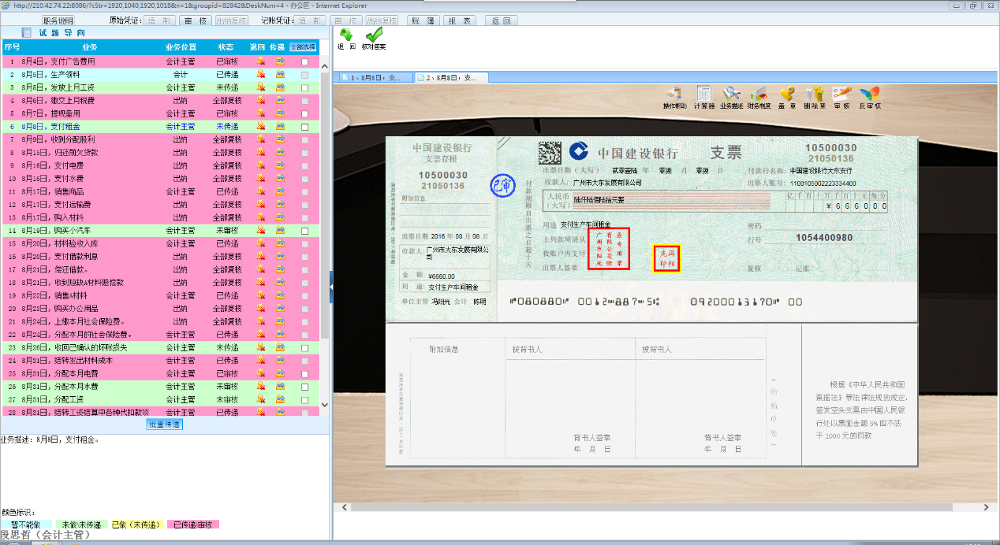 http://210.42.74.22:8086/?cStr=1920,1040,1920,1018&n=1&groupid=82842&DeskNum=4 - 办公区 - Internet Explorer
职务说明 原始凭证: 填 制 审 核 出纳复核 记账凭证: 填 制 审 核 出纳复核 账 簿 报 表 返 回
试 题 导 向
序号 业务 业务位置 状态 退回 传递 全部选择
1 8月4日，支付广告费用 会计主管 已审核
2 8月5日，生产领料 会计 已传递
3 8月5日，发放上月工资 会计主管 未审核
4 8月6日，缴交上月税费 出纳 全部复核
5 8月7日，提现备用 会计主管 已审核
6 8月8日，支付租金 会计主管 未传递
7 8月9日，收到分配股利 出纳 全部复核
8 8月15日，归还前欠货款 出纳 全部复核
9 8月16日，支付电费 出纳 全部复核
10 8月16日，支付水费 出纳 全部复核
11 8月17日，销售商品 会计主管 已传递
12 8月17日，支付运输费 出纳 全部复核
13 8月17日，购入材料 出纳 全部复核
14 8月19日，购买小汽车 会计主管 未审核
15 8月20日，材料验收入库 会计主管 已传递
16 8月20日，支付借款利息 出纳 全部复核
17 8月21日，偿还借款。 出纳 全部复核
18 8月21日，收到短缺A材料赔偿款 出纳 全部复核
19 8月22日，销售A材料 会计主管 已传递
20 8月23日，购买办公用品 出纳 全部复核
21 8月24日，上缴本月社会保险费。 出纳 全部复核
22 8月24日，分配本月的社会保险费。 会计主管 已传递
23 8月26日，收回已确认的坏账损失 会计主管 未传递
24 8月31日，结转发出材料成本 会计主管 已传递
25 8月31日，分配本月电费 会计主管 已审核
26 8月31日，分配本月水费 会计主管 未审核
27 8月31日，分配工资 会计主管 未审核
28 8月31日，结转工资结算中各种代扣款项 会计主管 已传递
批量传递
业务描述：8月8日，支付租金。
颜色标识：
暂不能做 未做\未传递 已做（未传递） 已传递\审核
段思哲（会计主管）
退 回 核对答案
1、8月8日，支... 2、8月8日，支...
操作帮助 计算器 业务描述 财务制度 盖 章 删除章 审 核 反审核
中国建设银行
支票存根
10500030
21050136
附加信息
出票日期 2016 年 08 月 08 日
收款人: 广州市大东发展有限公司
金 额: ¥6660.00
用 途: 支付生产车间租金
单位主管 冯阳光 会计 陈明
已审
付款期限自出票之日起十天
中国建设银行 支票 10500030
21050136
出票日期（大写） 贰零壹陆 年 零捌 月 零捌 日 付款行名称: 中国建设银行大东支行
收款人: 广州市大东发展有限公司 出票人账号: 1100105002223334400
人民币（大写） 陆仟陆佰陆拾元整 亿千百十万千百十元角分
¥666000
用途 支付生产车间租金 密码
上列款项请从 行号 1054400980
我账户内支付
出票人签章 复核 记账
附加信息 被背书人 被背书人
背书人签章 背书人签章
年 月 日 年 月 日
（贴粘单处）
根据《中华人民共和国
票据法》等法律法规的规定，
签发空头支票由中国人民银
行处以票面金额 5%但不低
于 1000 元的罚款